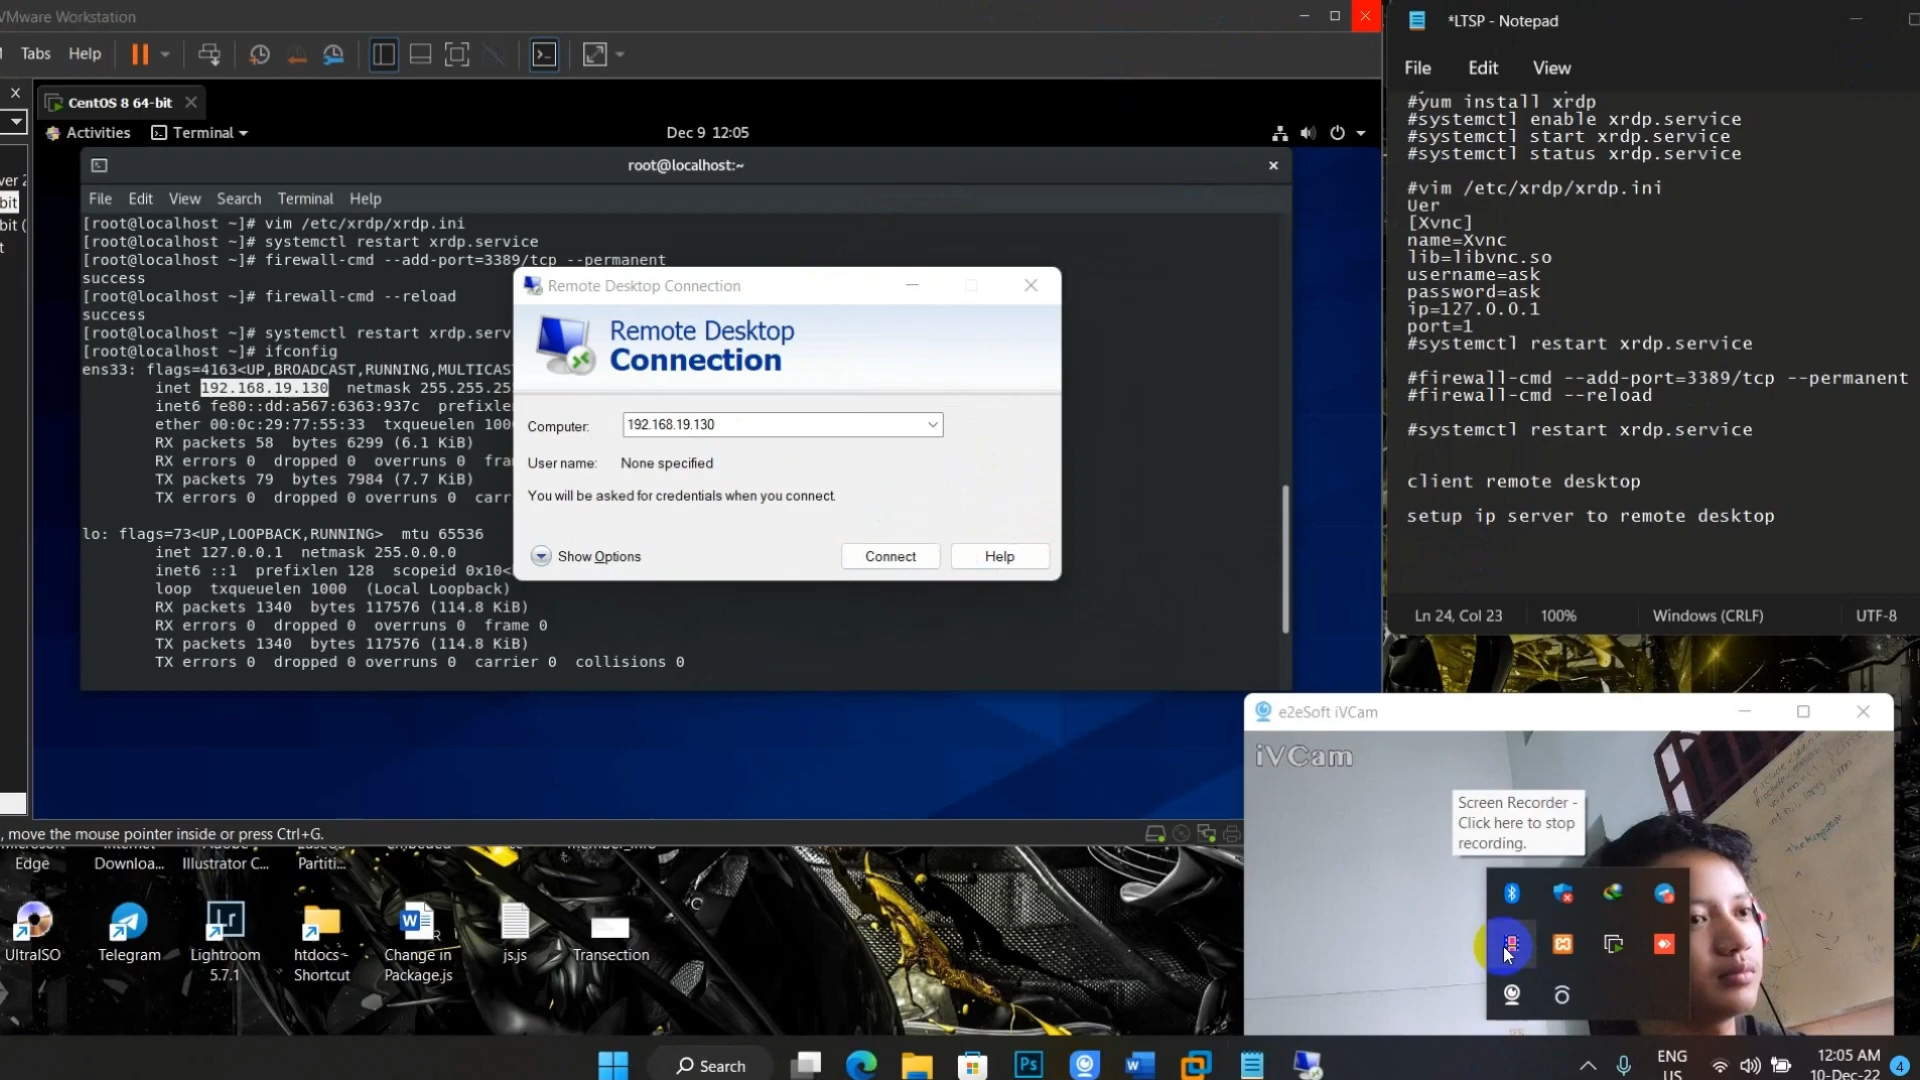 VMware Workstation
Tabs Help
CentOS 8 64-bit
Activities Terminal Dec 9 12:05
root@localhost:~
File Edit View Search Terminal Help
[root@localhost ~]# vim /etc/xrdp/xrdp.ini
[root@localhost ~]# systemctl restart xrdp.service
[root@localhost ~]# firewall-cmd --add-port=3389/tcp --permanent
success
[root@localhost ~]# firewall-cmd --reload
success
[root@localhost ~]# systemctl restart xrdp.serv
[root@localhost ~]# ifconfig
ens33: flags=4163<UP,BROADCAST,RUNNING,MULTICAS
inet 192.168.19.130 netmask 255.255.25
inet6 fe80::dd:a567:6363:937c prefixle
ether 00:0c:29:77:55:33 txqueuelen 100
RX packets 58 bytes 6299 (6.1 KiB)
RX errors 0 dropped 0 overruns 0 fra
TX packets 79 bytes 7984 (7.7 KiB)
TX errors 0 dropped 0 overruns 0 carr
lo: flags=73<UP,LOOPBACK,RUNNING> mtu 65536
inet 127.0.0.1 netmask 255.0.0.0
inet6 ::1 prefixlen 128 scopeid 0x10<
loop txqueuelen 1000 (Local Loopback)
RX packets 1340 bytes 117576 (114.8 KiB)
RX errors 0 dropped 0 overruns 0 frame 0
TX packets 1340 bytes 117576 (114.8 KiB)
TX errors 0 dropped 0 overruns 0 carrier 0 collisions 0
Remote Desktop Connection
Remote Desktop
Connection
Computer: 192.168.19.130
User name: None specified
You will be asked for credentials when you connect.
Show Options Connect Help
, move the mouse pointer inside or press Ctrl+G.
*LTSP - Notepad
File Edit View
#yum install xrdp
#systemctl enable xrdp.service
#systemctl start xrdp.service
#systemctl status xrdp.service
#vim /etc/xrdp/xrdp.ini
Uer
[Xvnc]
name=Xvnc
lib=libvnc.so
username=ask
password=ask
ip=127.0.0.1
port=1
#systemctl restart xrdp.service
#firewall-cmd --add-port=3389/tcp --permanent
#firewall-cmd --reload
#systemctl restart xrdp.service
client remote desktop
setup ip server to remote desktop
Ln 24, Col 23 100% Windows (CRLF) UTF-8
e2eSoft iVCam
iVCam
Screen Recorder -
Click here to stop
recording.
Edge Downloa... Illustrator C... Partiti...
UltraISO Telegram Lightroom htdocs - Change in js.js Transection
5.7.1 Shortcut Package.js
Search
ENG
US
12:05 AM
10-Dec-22
4